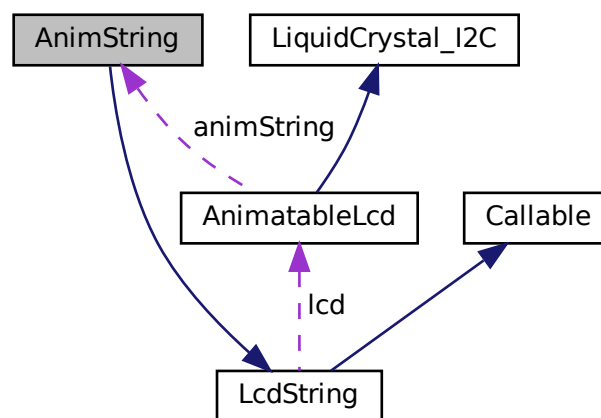 AnimString
LiquidCrystal_I2C
animString
AnimatableLcd
Callable
lcd
LcdString